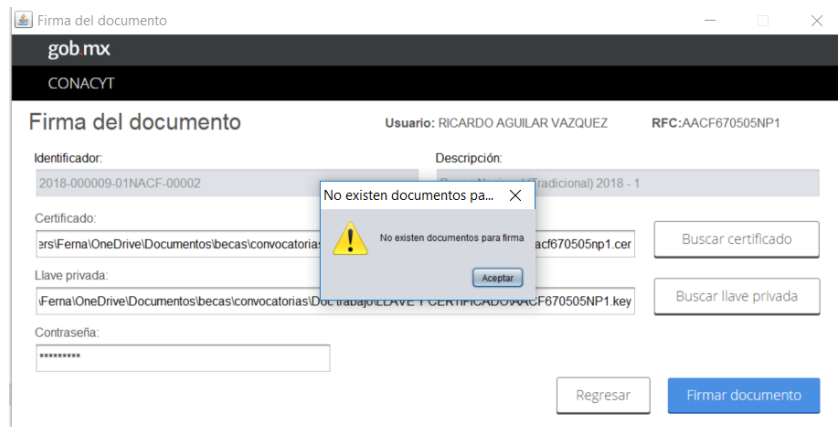 Firma del documento
gob.mx
CONACYT
Firma del documento
Usuario: RICARDO AGUILAR VAZQUEZ
RFC:AACF670505NP1
Identificador:
Descripción:
2018-000009-01NACF-00002
(Tradicional) 2018 - 1
No existen documentos pa...
No existen documentos para firma
Aceptar
Certificado:
ers\Ferna\OneDrive\Documentos\becas\convocatorias
acf670505np1.cer
Buscar certificado
Llave privada:
\Ferna\OneDrive\Documentos\becas\convocatorias\Doc trabajo\LLAVE Y CERTIFICADO\AACF670505NP1.key
Buscar llave privada
Contraseña:
*********
Regresar
Firmar documento